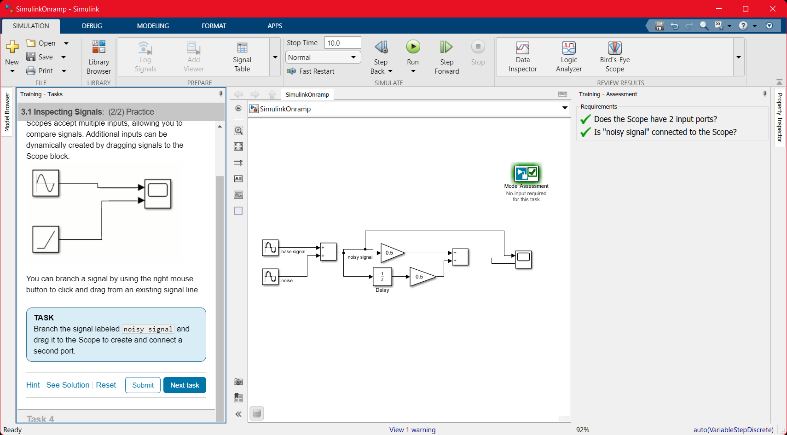 SimulinkOnramp - Simulink
SIMULATION
DEBUG
MODELING
FORMAT
APPS
New
Open
Save
Print
FILE
Library
Browser
LIBRARY
Log
Signals
Add
Viewer
Signal
Table
PREPARE
Stop Time
10.0
Normal
Fast Restart
Step
Back
Run
Step
Forward
Stop
SIMULATE
Data
Inspector
Logic
Analyzer
Bird's-Eye
Scope
REVIEW RESULTS
Model Browser
Training - Tasks
3.1 Inspecting Signals: (2/2) Practice
Scopes accept multiple inputs, allowing you to
compare signals. Additional inputs can be
dynamically created by dragging signals to the
Scope block.
You can branch a signal by using the right mouse
button to click and drag from an existing signal line
TASK
Branch the signal labeled noisy signal and
drag it to the Scope to create and connect a
second port.
Hint
See Solution
Reset
Submit
Next task
Task 4
SimulinkOnramp
SimulinkOnramp
Model Assessment
No input required
for this task
base signal
noise
noisy signal
0.5
1
z
Delay
0.5
Training - Assessment
Requirements
Does the Scope have 2 input ports?
Is "noisy signal" connected to the Scope?
Property Inspector
Ready
View 1 warning
92%
auto(VariableStepDiscrete)